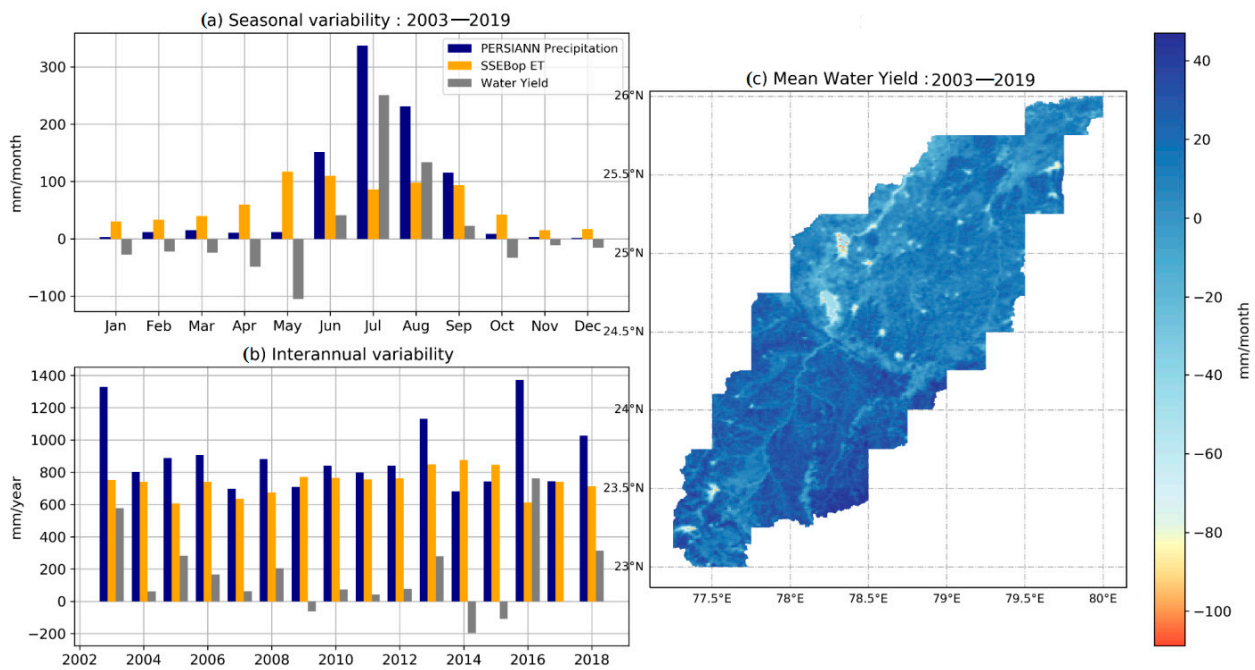 (a) Seasonal variability : 2003—2019
PERSIANN Precipitation
SSEBop ET
Water Yield
mm/month
300
200
100
0
−100
Jan Feb Mar Apr May Jun Jul Aug Sep Oct Nov Dec
(b) Interannual variability
mm/year
1400
1200
1000
800
600
400
200
0
−200
2002 2004 2006 2008 2010 2012 2014 2016 2018
(c) Mean Water Yield : 2003—2019
26°N
25.5°N
25°N
24.5°N
24°N
23.5°N
23°N
77.5°E 78°E 78.5°E 79°E 79.5°E 80°E
40
20
0
−20
−40
−60
−80
−100
mm/month